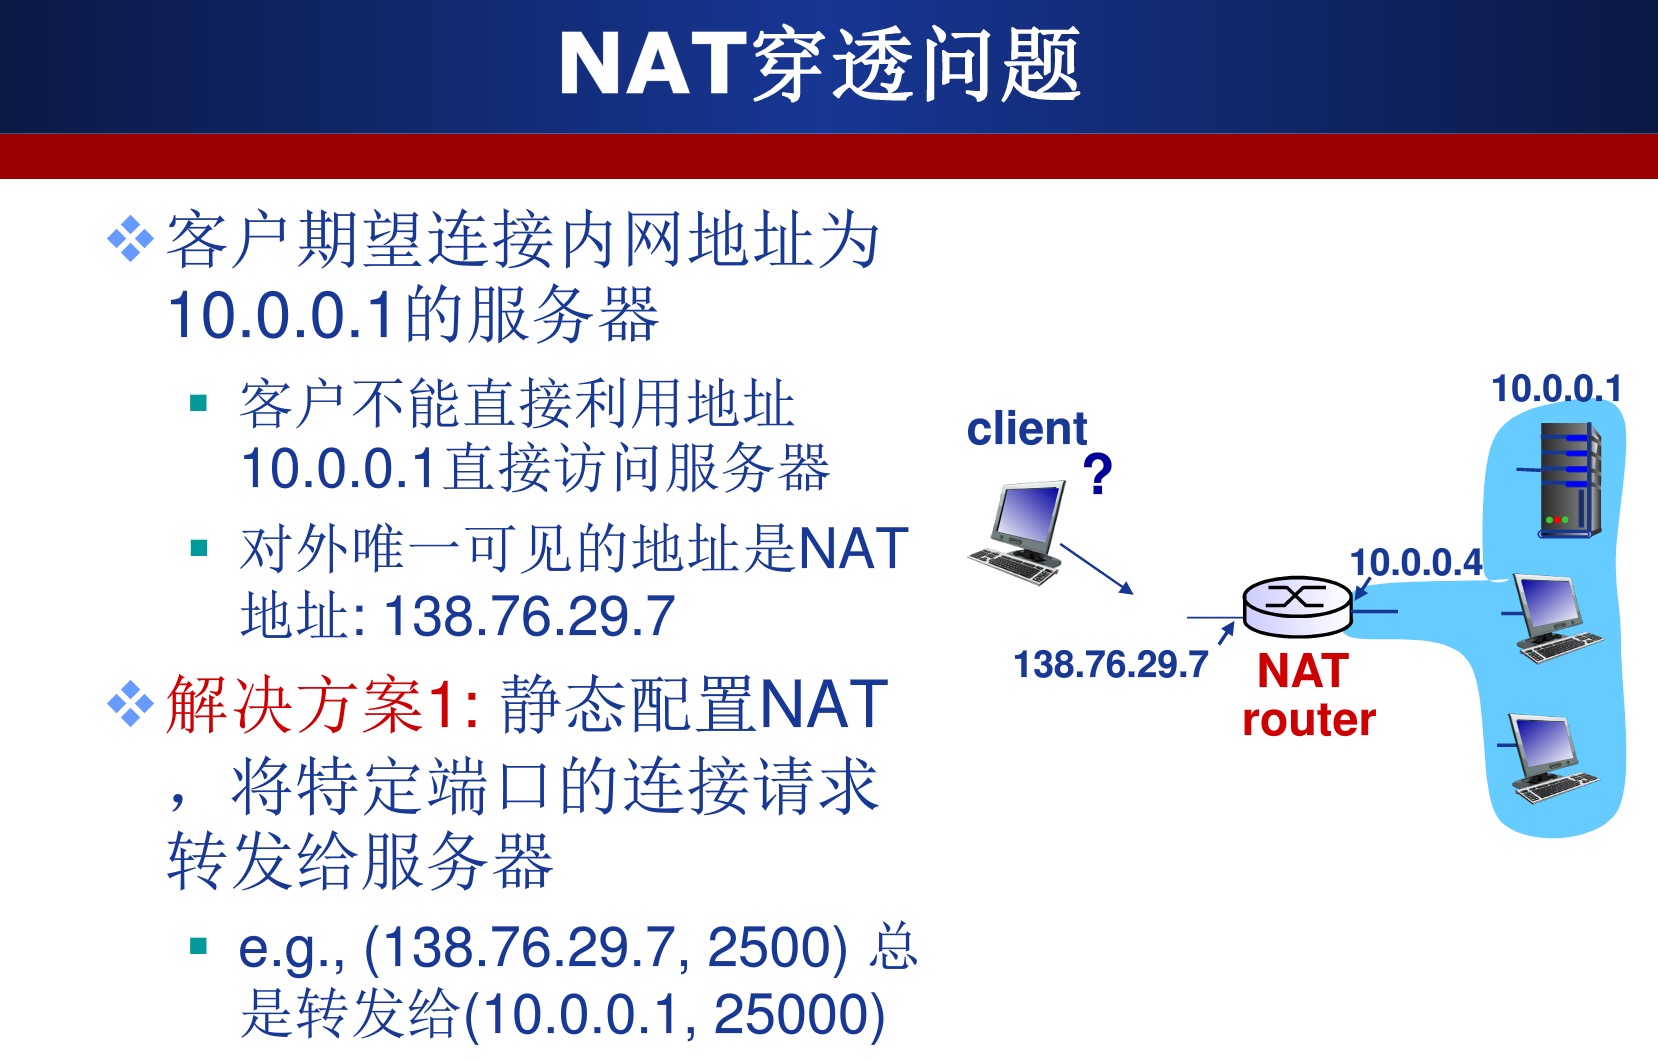 NAT穿透问题
客户期望连接内网地址为
10.0.0.1的服务器
客户不能直接利用地址
10.0.0.1直接访问服务器
对外唯一可见的地址是NAT
地址: 138.76.29.7
解决方案1: 静态配置NAT
，将特定端口的连接请求
转发给服务器
e.g., (138.76.29.7, 2500) 总
是转发给(10.0.0.1, 25000)
10.0.0.1
client
?
10.0.0.4
138.76.29.7
NAT
router